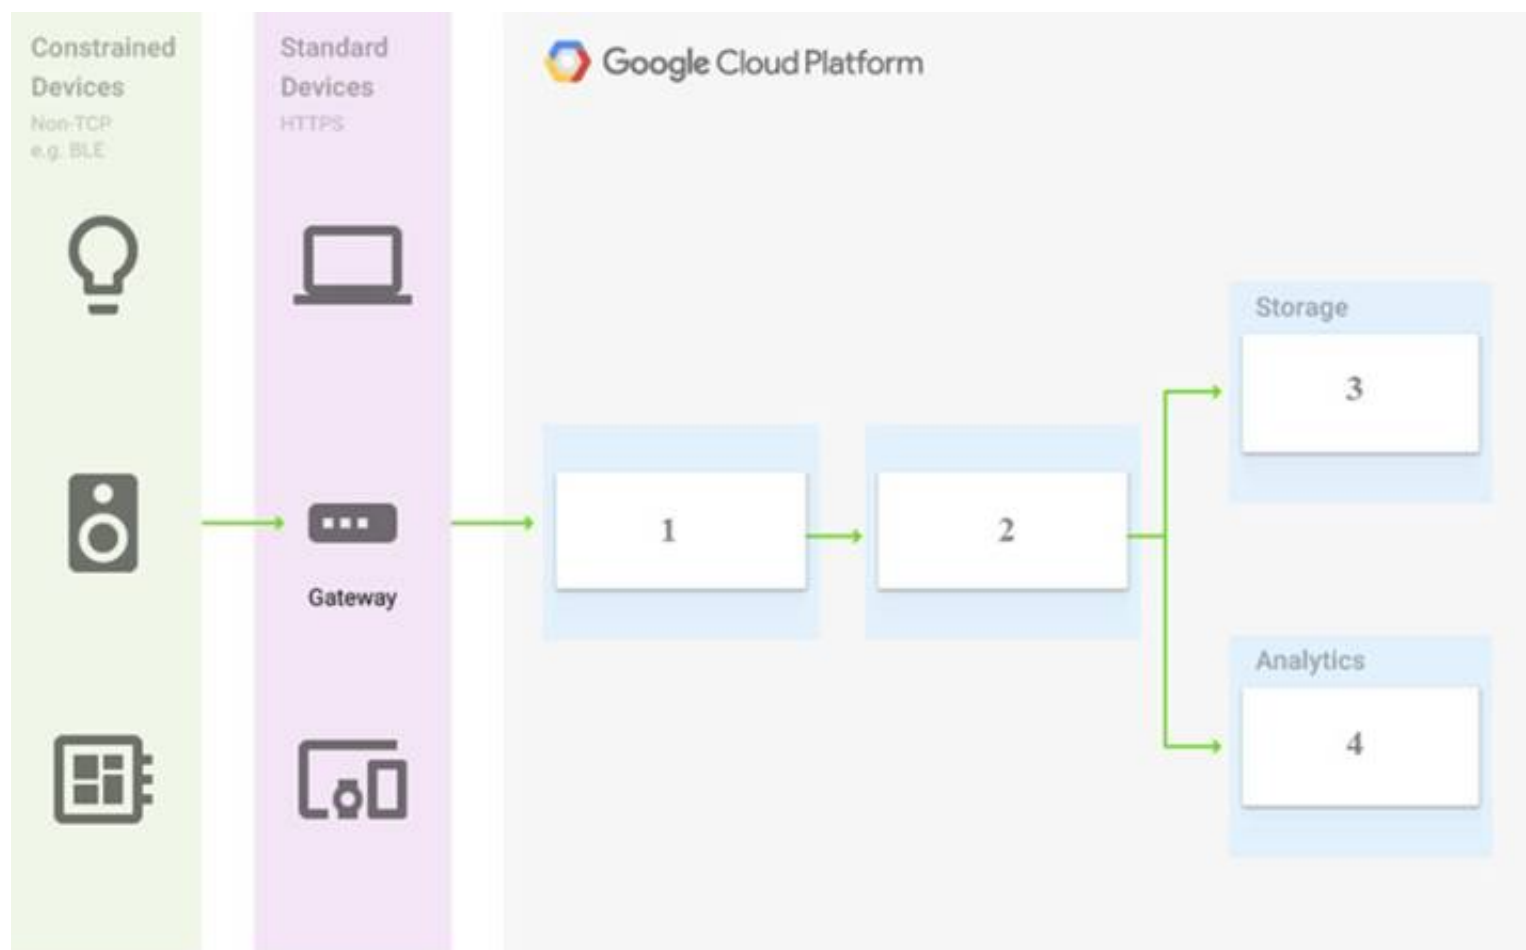 Constrained
Devices
Non-TCP
e.g. BLE
Standard
Devices
HTTPS
Google Cloud Platform
Gateway
1
2
Storage
3
Analytics
4